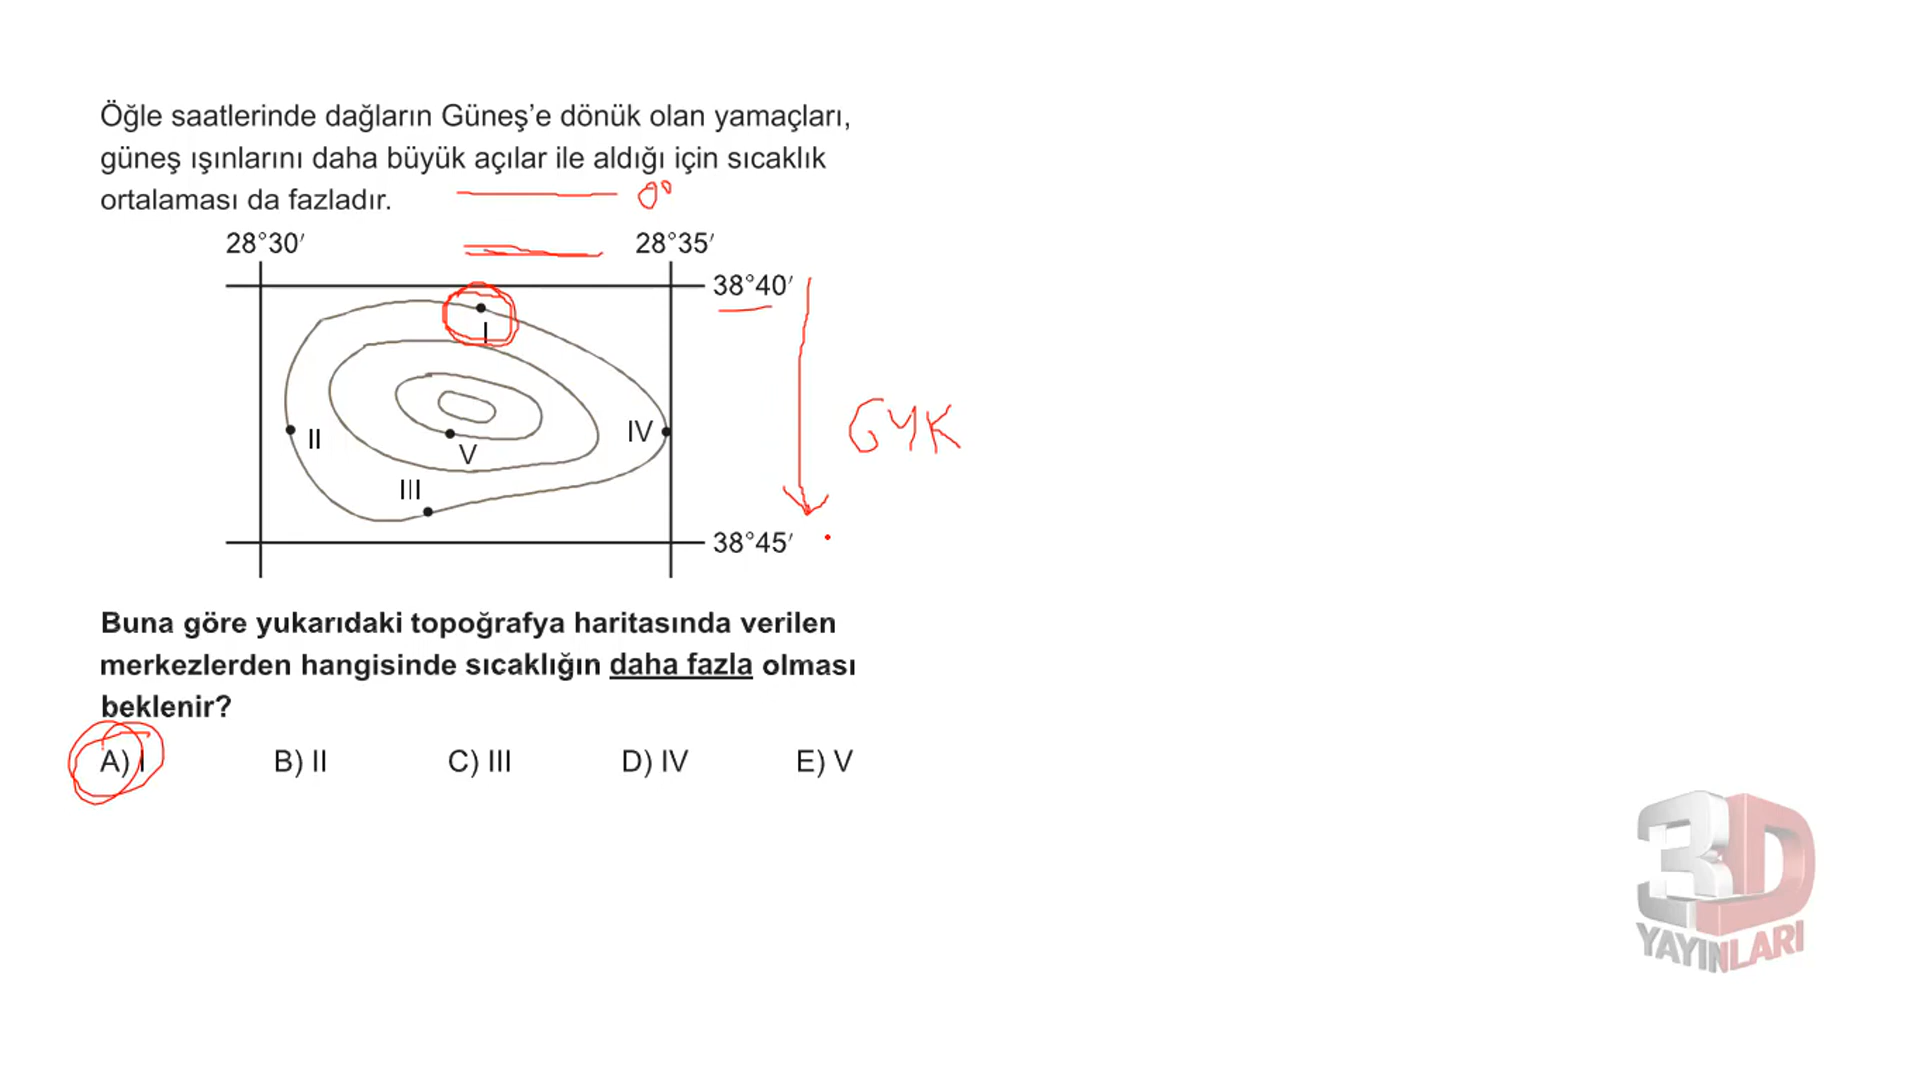 Öğle saatlerinde dağların Güneş’e dönük olan yamaçları,
güneş ışınlarını daha büyük açılar ile aldığı için sıcaklık
ortalaması da fazladır.
0°
28°30′ 28°35′
38°40′
I
GYK
II
IV
V
III
38°45′
Buna göre yukarıdaki topoğrafya haritasında verilen
merkezlerden hangisinde sıcaklığın daha fazla olması
beklenir?
A) I B) II C) III D) IV E) V
3D
YAYINLARI